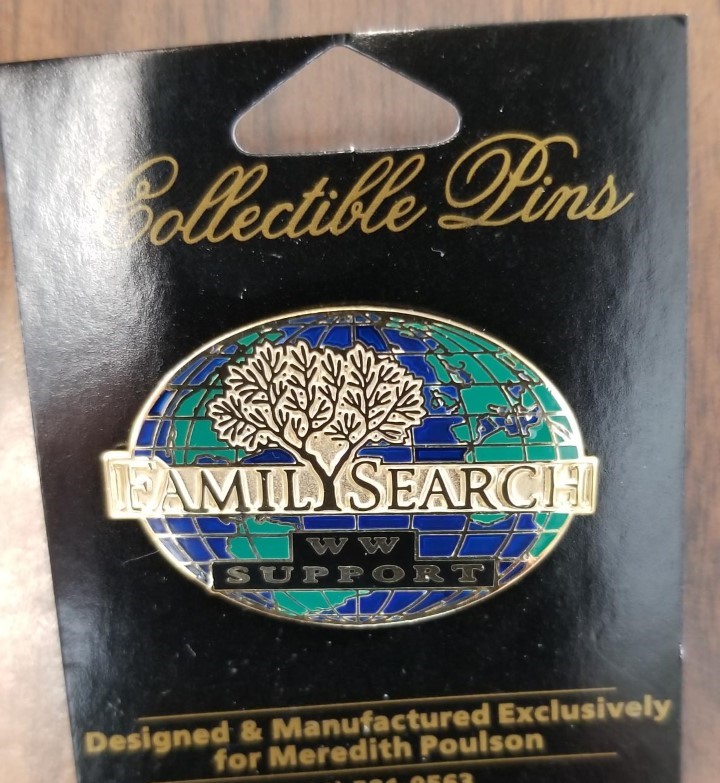 Collectible Pins
FAMILYSEARCH
WW
SUPPORT
Designed & Manufactured Exclusively
for Meredith Poulson